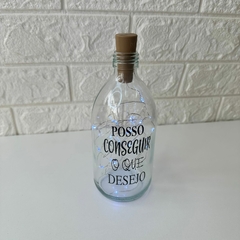 POSSO
CONSEGUIR
O QUE
DESEJO